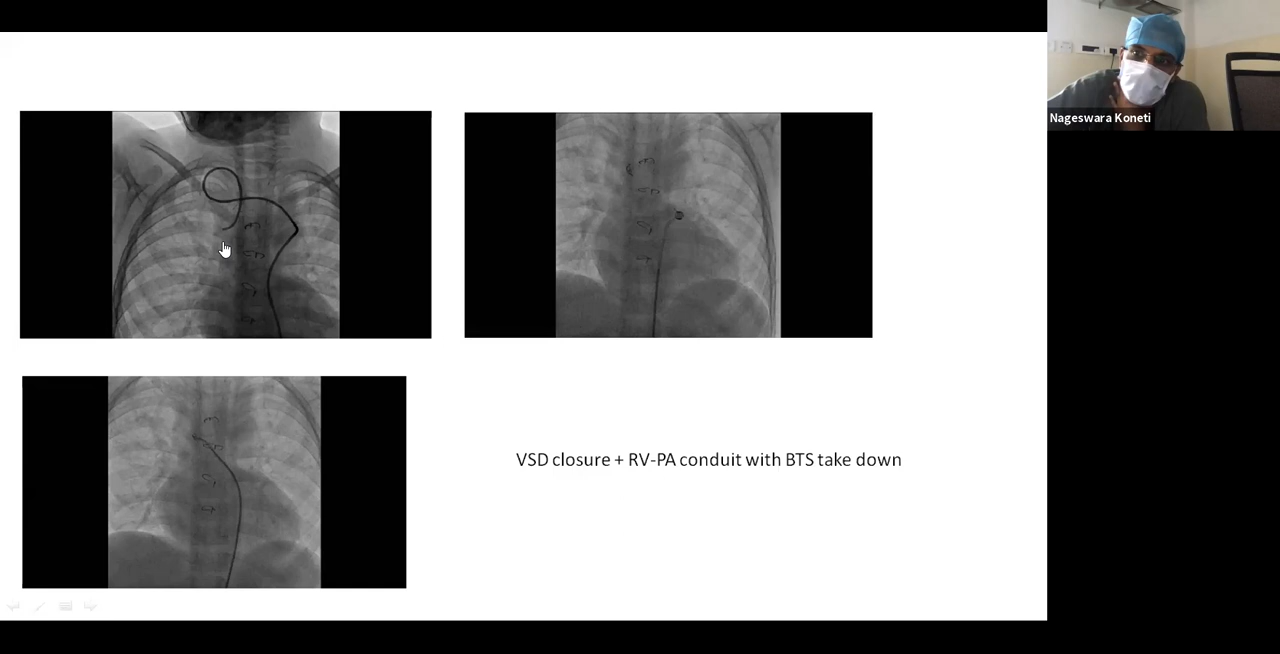 Nageswara Koneti
VSD closure + RV-PA conduit with BTS take down